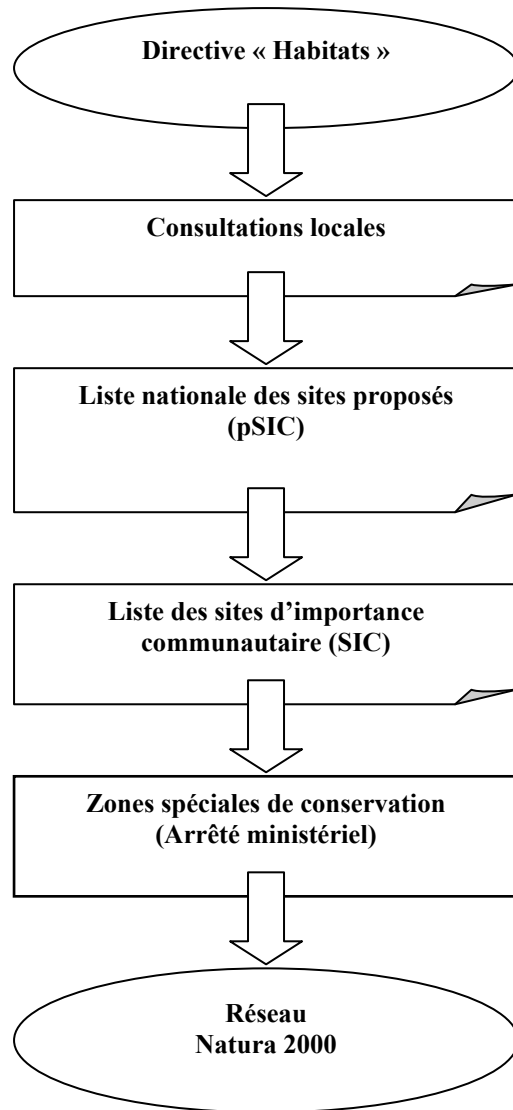 Directive « Habitats »
Consultations locales
Liste nationale des sites proposés
(pSIC)
Liste des sites d’importance
communautaire (SIC)
Zones spéciales de conservation
(Arrêté ministériel)
Réseau
Natura 2000